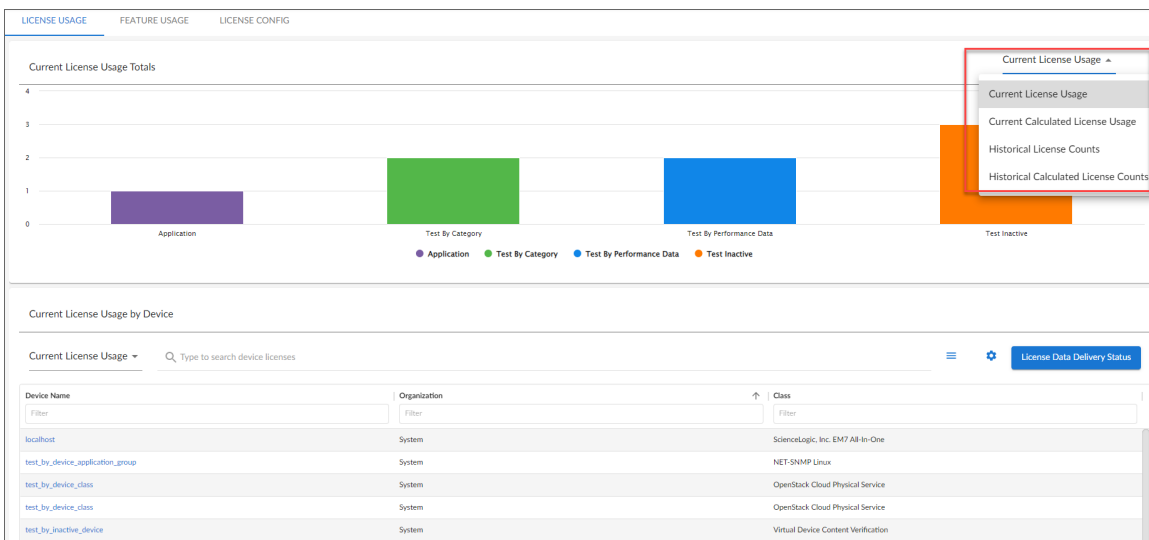 LICENSE USAGE FEATURE USAGE LICENSE CONFIG
Current License Usage Totals
Current License Usage
Current License Usage
Current Calculated License Usage
Historical License Counts
Historical Calculated License Counts
4
3
2
1
0
Application Test By Category Test By Performance Data Test Inactive
Application Test By Category Test By Performance Data Test Inactive
Current License Usage by Device
Current License Usage Type to search device licenses License Data Delivery Status
Device Name Organization Class
Filter Filter Filter
localhost System ScienceLogic, Inc. EM7 All-In-One
test_by_device_application_group System NET-SNMP Linux
test_by_device_class System OpenStack Cloud Physical Service
test_by_device_class System OpenStack Cloud Physical Service
test_by_inactive_device System Virtual Device Content Verification